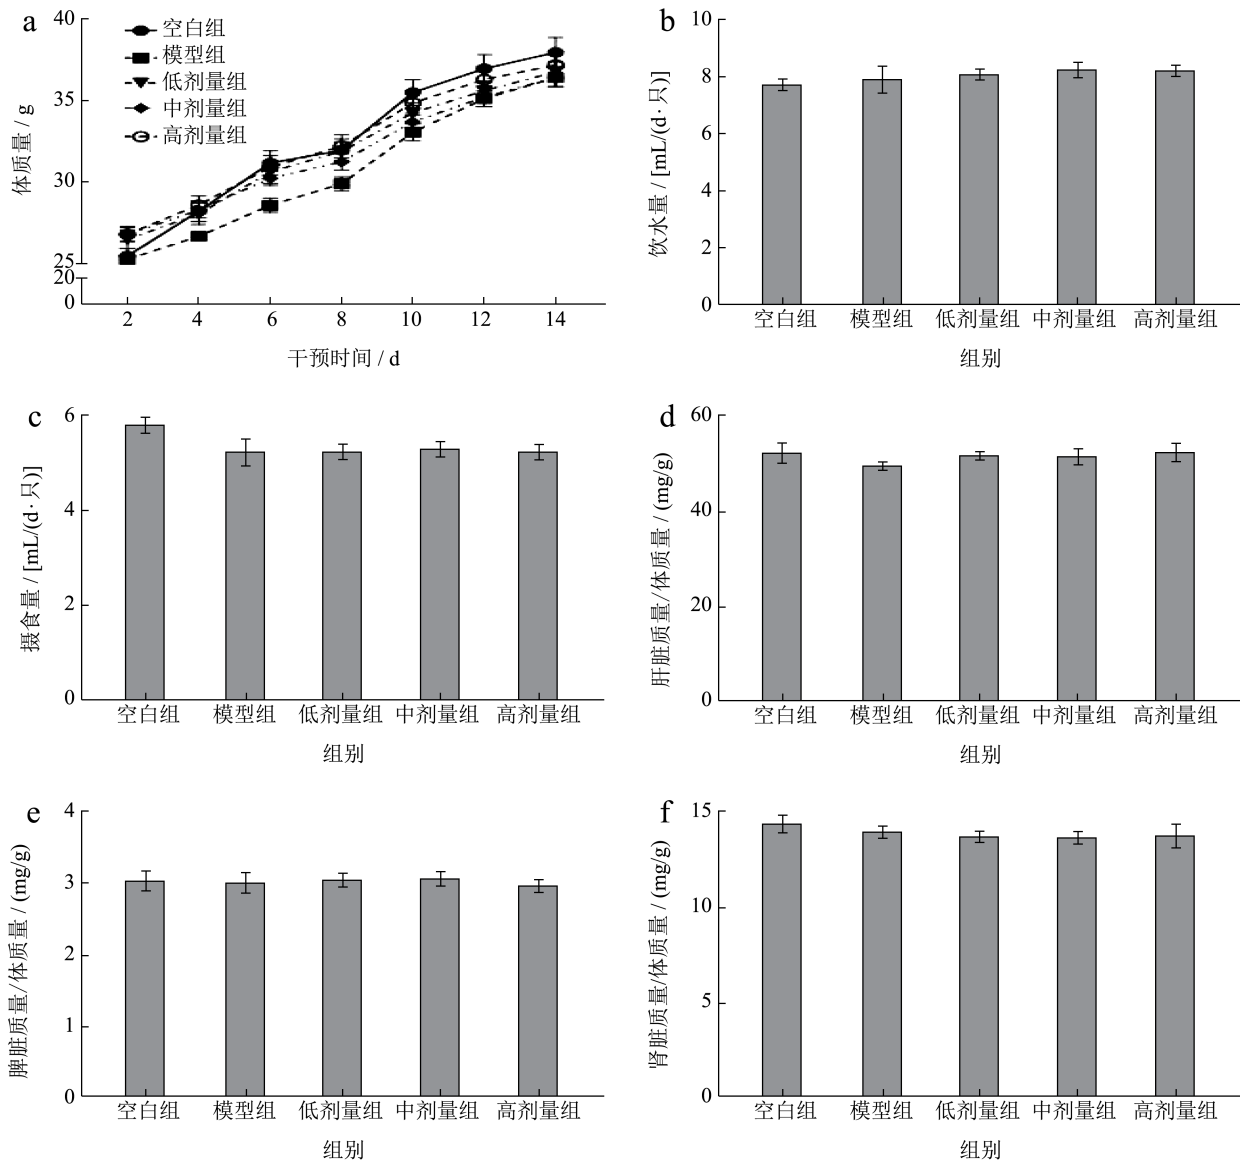 a
40
35
30
25
20
0
体质量 / g
空白组
模型组
低剂量组
中剂量组
高剂量组
2 4 6 8 10 12 14
干预时间 / d
b
10
8
6
4
2
0
饮水量 / [mL/(d·只)]
空白组 模型组 低剂量组 中剂量组 高剂量组
组别
c
6
4
2
0
摄食量 / [mL/(d·只)]
空白组 模型组 低剂量组 中剂量组 高剂量组
组别
d
60
40
20
0
肝脏质量/体质量 / (mg/g)
空白组 模型组 低剂量组 中剂量组 高剂量组
组别
e
4
3
2
1
0
脾脏质量/体质量 / (mg/g)
空白组 模型组 低剂量组 中剂量组 高剂量组
组别
f
15
10
5
0
肾脏质量/体质量 / (mg/g)
空白组 模型组 低剂量组 中剂量组 高剂量组
组别